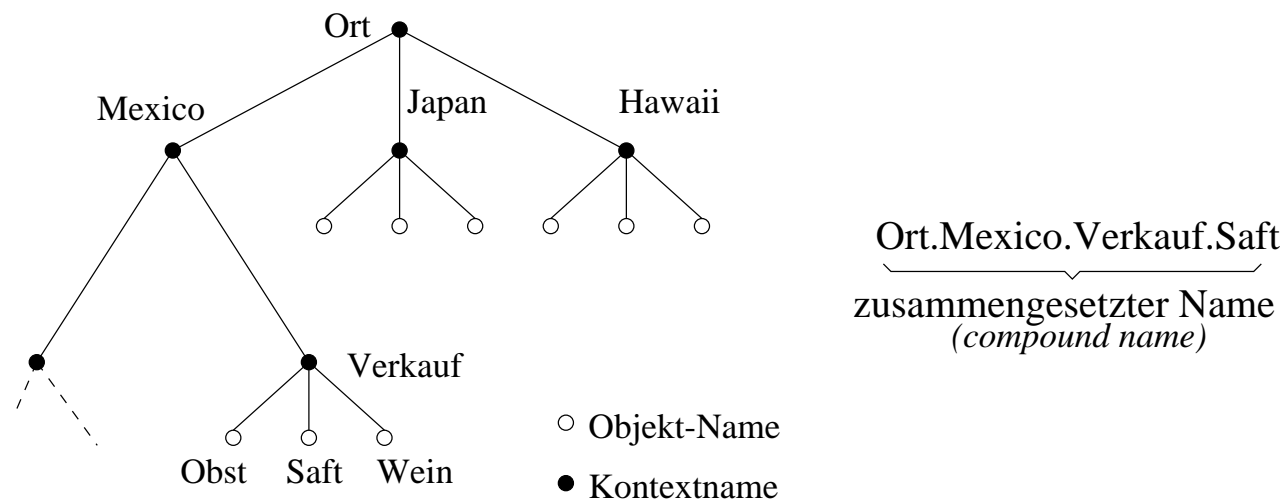 Ort
Mexico
Japan
Hawaii
Ort.Mexico.Verkauf.Saft
zusammengesetzter Name
(compound name)
Verkauf
Obst Saft Wein
Objekt-Name
Kontextname